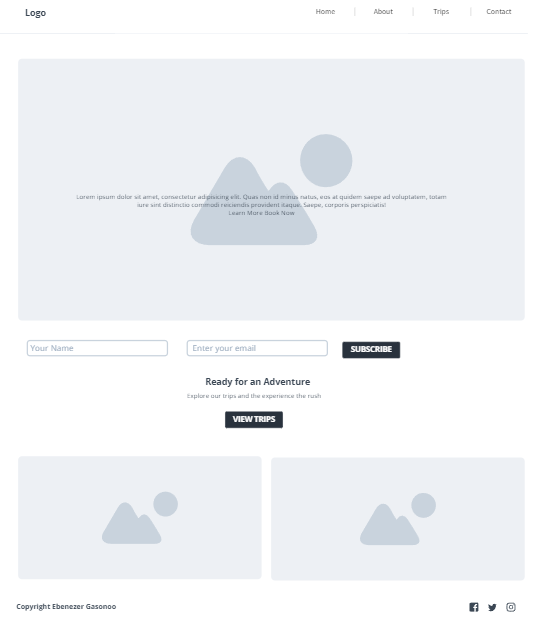 Logo
Home
About
Trips
Contact
Lorem ipsum dolor sit amet, consectetur adipisicing elit. Quas non id minus natus, eos at quidem saepe ad voluptatem, totam
iure sint distinctio commodi reiciendis provident itaque. Saepe, corporis perspiciatis!
Learn More Book Now
Your Name
Enter your email
SUBSCRIBE
Ready for an Adventure
Explore our trips and the experience the rush
VIEW TRIPS
Copyright Ebenezer Gasonoo